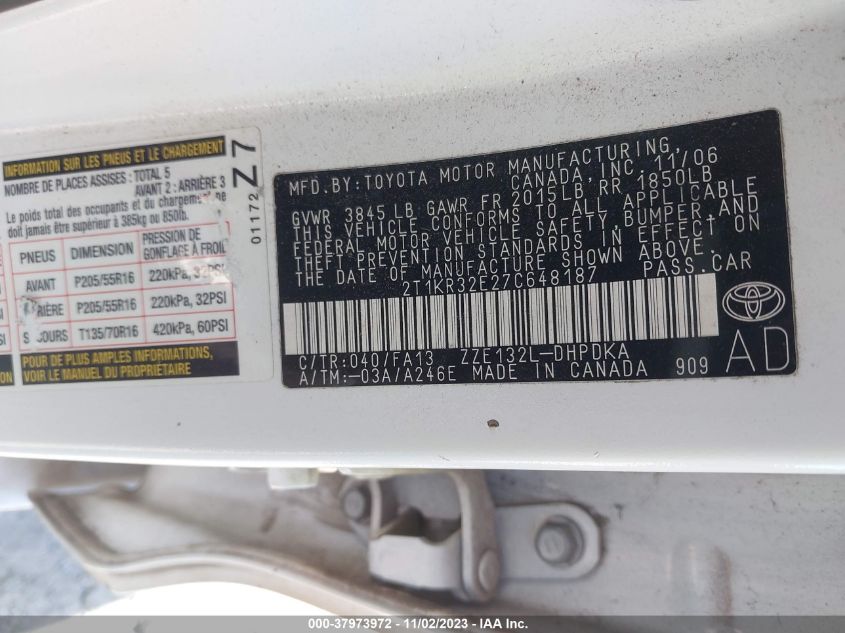 INFORMATION SUR LES PNEUS ET LE CHARGEMENT
NOMBRE DE PLACES ASSISES : TOTAL 5
AVANT 2 : ARRIÈRE 3
Le poids total des occupants et du chargement ne
doit jamais être supérieur à 385kg ou 850lb.
PNEUS DIMENSION PRESSION DE GONFLAGE À FROID
AVANT P205/55R16 220kPa, 32PSI
P205/55R16 220kPa, 32PSI
T135/70R16 420kPa, 60PSI
POUR DE PLUS AMPLES INFORMATIONS,
VOIR LE MANUEL DU PROPRIÉTAIRE
01172 Z7
MFD.BY:TOYOTA MOTOR MANUFACTURING,
CANADA, INC. 11/06
GVWR 3845 LB GAWR FR 2015LB RR 1850LB
THIS VEHICLE CONFORMS TO ALL APPLICABLE
FEDERAL MOTOR VEHICLE SAFETY, BUMPER, AND
THEFT PREVENTION STANDARDS IN EFFECT ON
THE DATE OF MANUFACTURE SHOWN ABOVE.
2T1KR32E27C648187 PASS.CAR
C/TR:040/FA13 ZZE132L-DHPDKA
A/TM:-03A/A246E MADE IN CANADA 909
AD
000-37973972 - 11/02/2023 - IAA Inc.